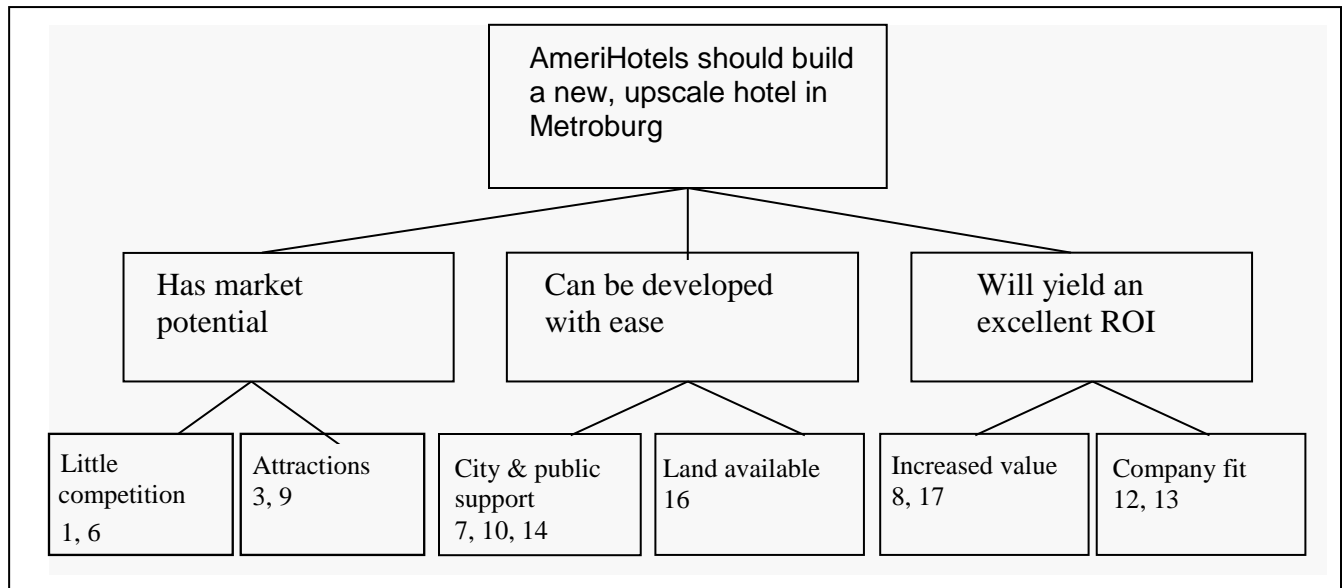 AmeriHotels should build
a new, upscale hotel in
Metroburg
Has market
potential
Can be developed
with ease
Will yield an
excellent ROI
Little
competition
1, 6
Attractions
3, 9
City & public
support
7, 10, 14
Land available
16
Increased value
8, 17
Company fit
12, 13